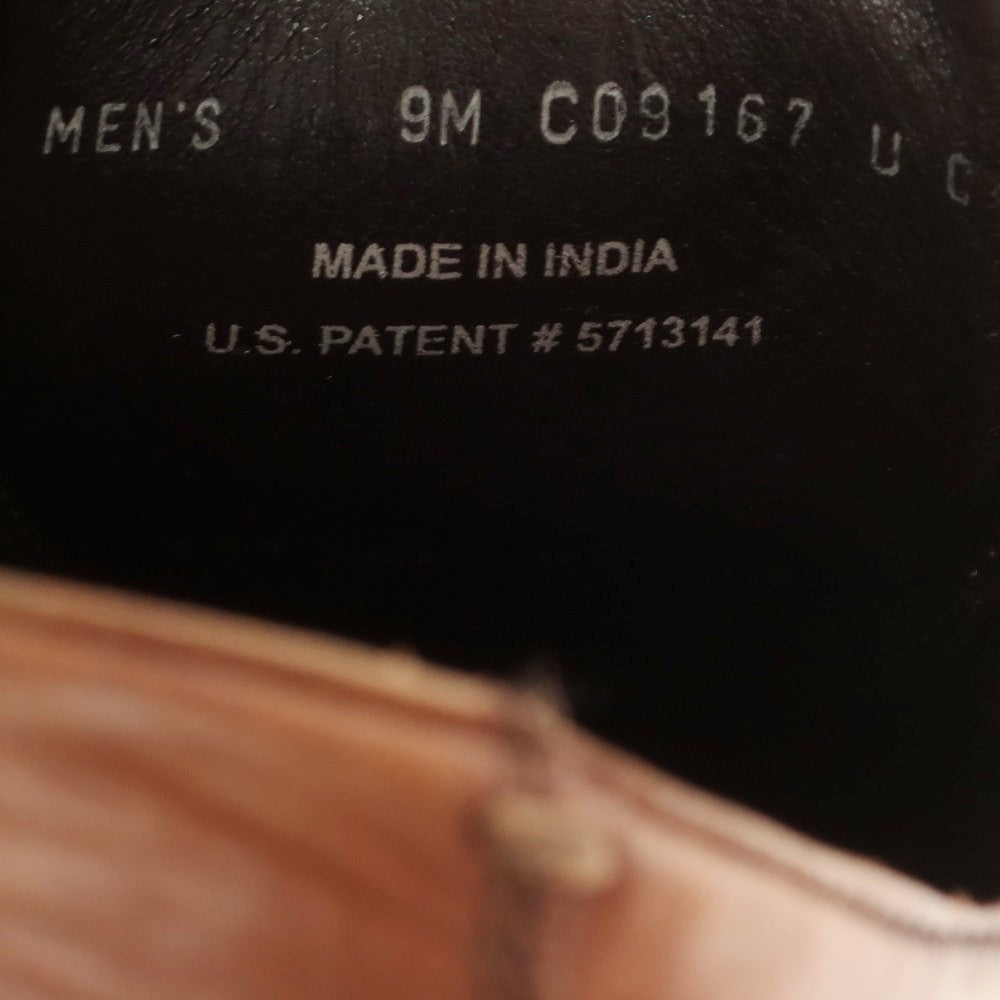 MEN'S 9M C09167 U C
MADE IN INDIA
U.S. PATENT # 5713141